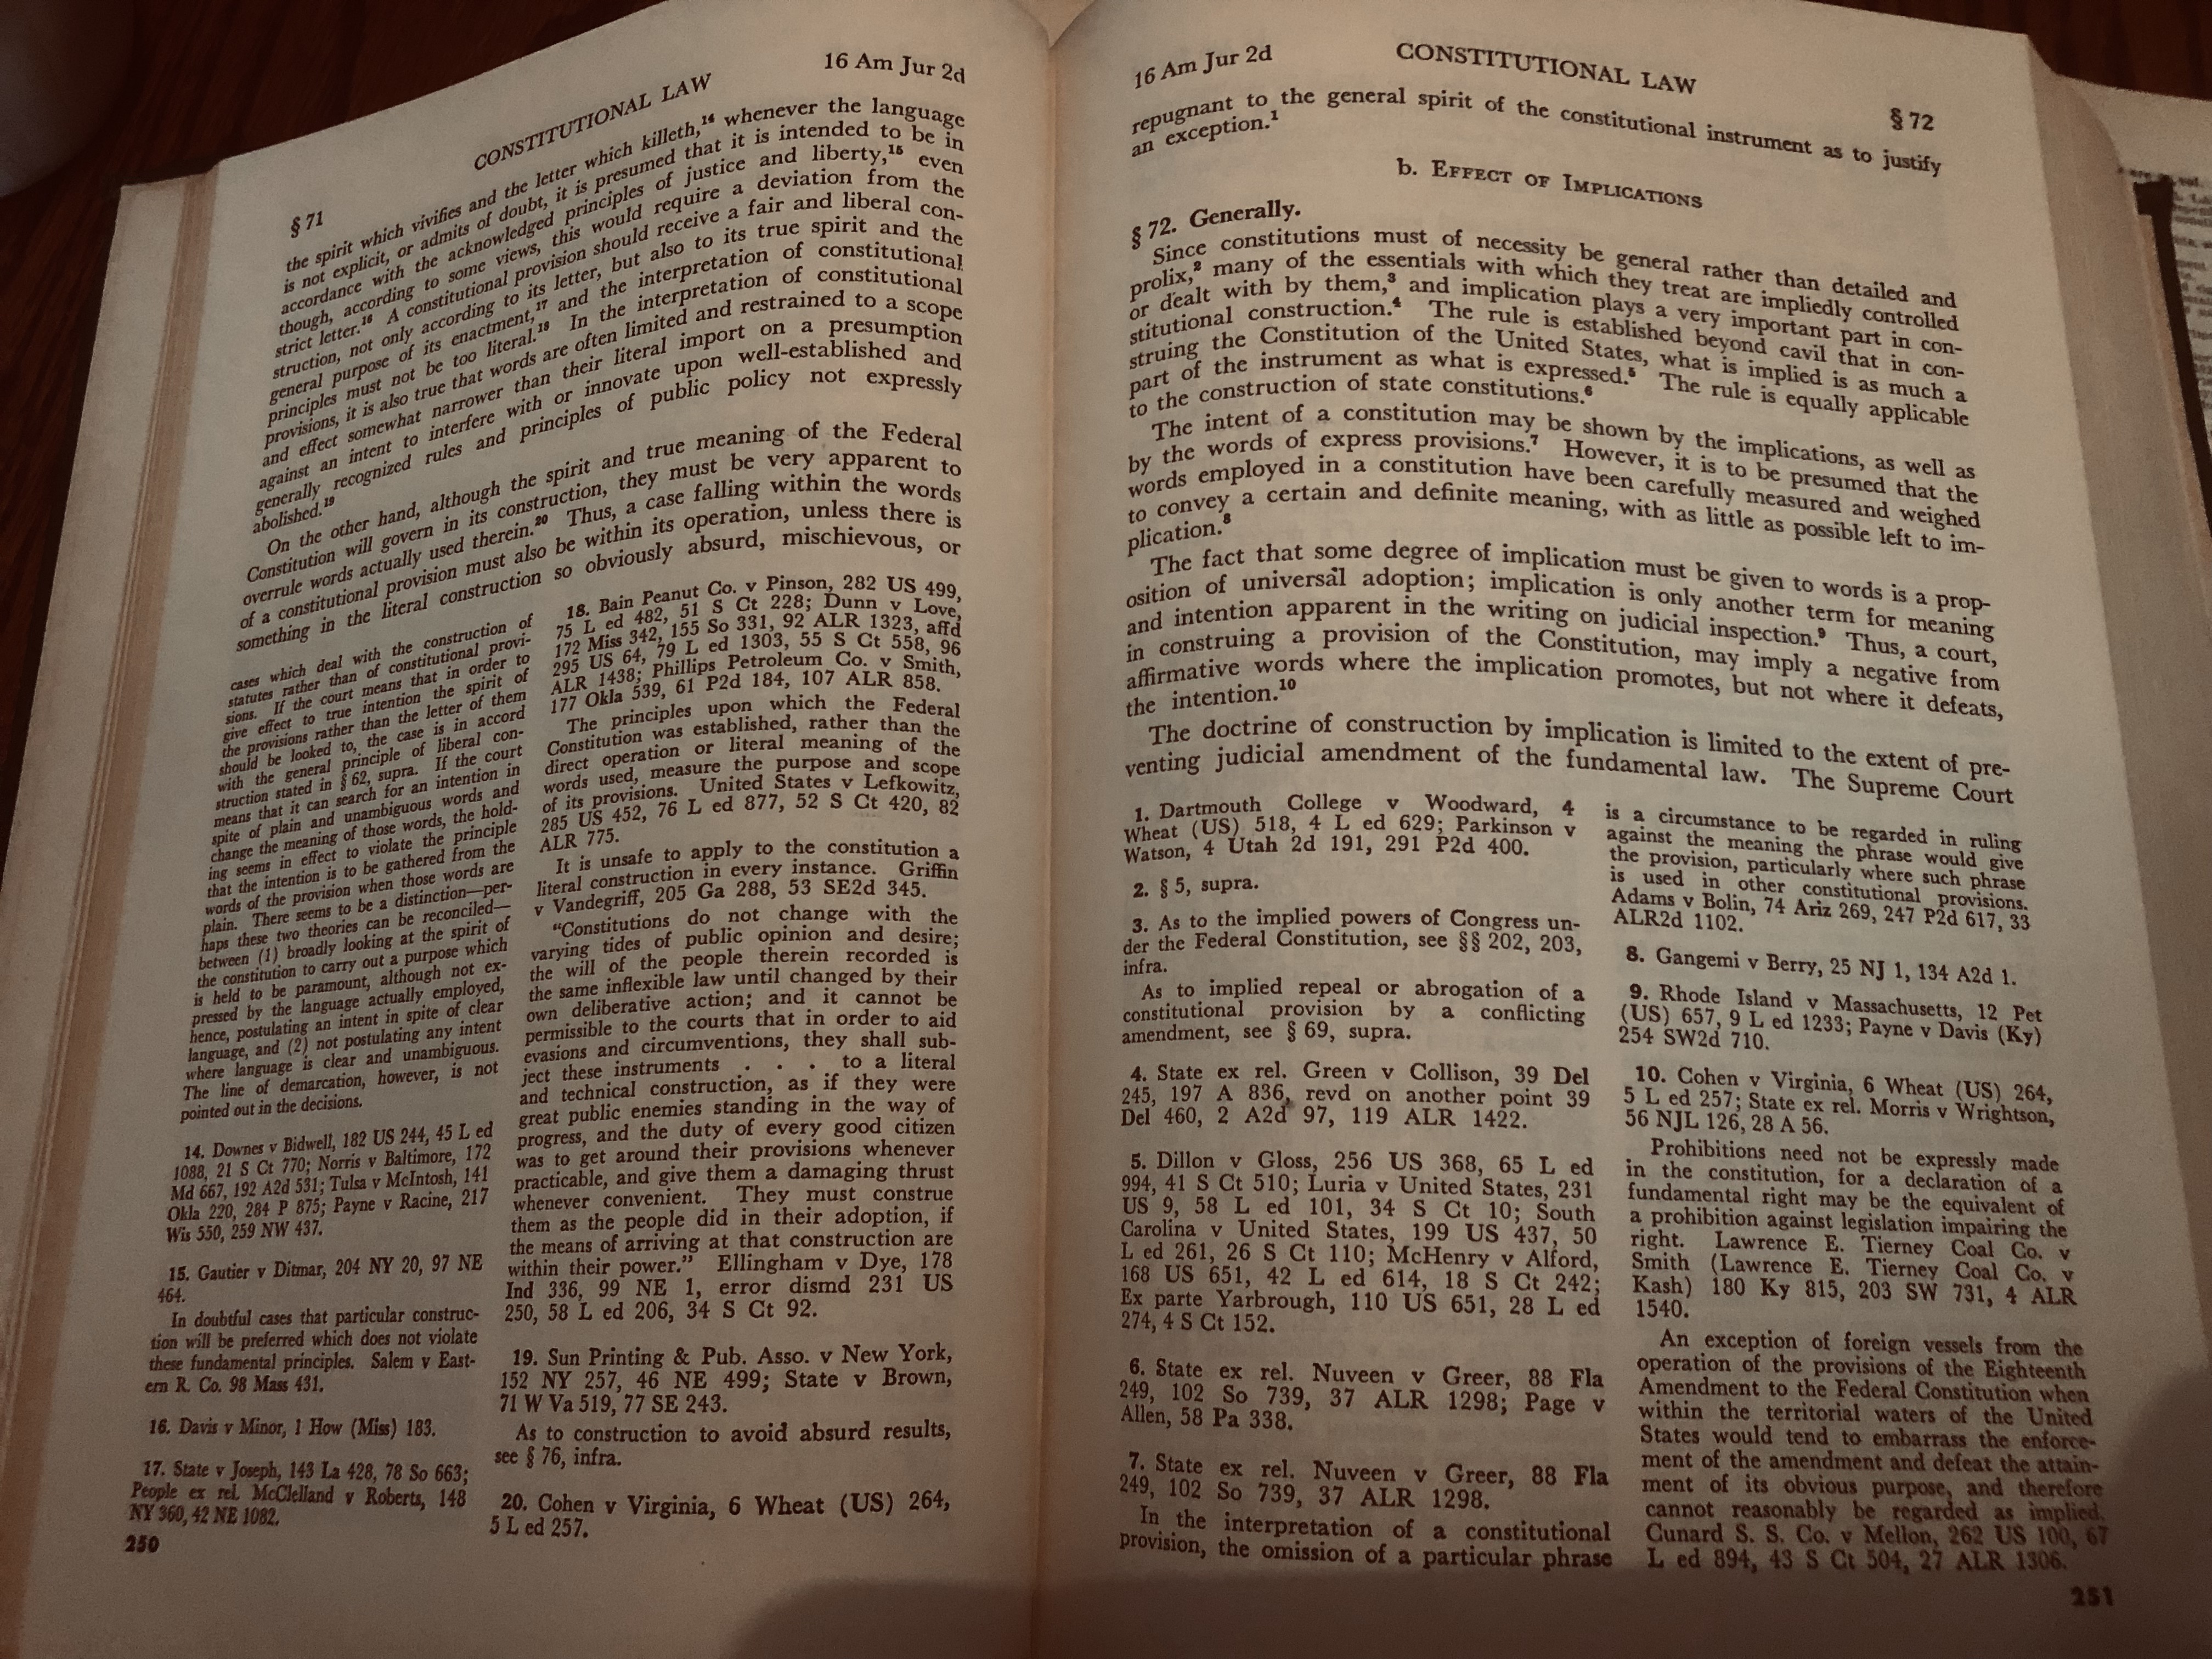 16 Am Jur 2d
CONSTITUTIONAL LAW
§ 71
the spirit which vivifies and the letter which killeth,¹⁴ whenever the language
is not explicit, or admits of doubt, it is presumed that it is intended to be in
accordance with the acknowledged principles of justice and liberty,¹⁵ even
though, according to some views, this would require a deviation from the
strict letter.¹⁶ A constitutional provision should receive a fair and liberal con-
struction, not only according to its letter, but also to its true spirit and the
general purpose of its enactment,¹⁷ and the interpretation of constitutional
principles must not be too literal.¹⁸ In the interpretation of constitutional
provisions, it is also true that words are often limited and restrained to a scope
and effect somewhat narrower than their literal import on a presumption
against an intent to interfere with or innovate upon well-established and
generally recognized rules and principles of public policy not expressly
abolished.¹⁹
On the other hand, although the spirit and true meaning of the Federal
Constitution will govern in its construction, they must be very apparent to
overrule words actually used therein.²⁰ Thus, a case falling within the words
of a constitutional provision must also be within its operation, unless there is
something in the literal construction so obviously absurd, mischievous, or
cases which deal with the construction of
statutes rather than of constitutional provi-
sions. If the court means that in order to
give effect to true intention the spirit of
the provisions rather than the letter of them
should be looked to, the case is in accord
with the general principle of liberal con-
struction stated in § 62, supra. If the court
means that it can search for an intention in
spite of plain and unambiguous words and
change the meaning of those words, the hold-
ing seems in effect to violate the principle
that the intention is to be gathered from the
words of the provision when those words are
plain. There seems to be a distinction—per-
haps these two theories can be reconciled—
between (1) broadly looking at the spirit of
the constitution to carry out a purpose which
is held to be paramount, although not ex-
pressed by the language actually employed,
hence, postulating an intent in spite of clear
language, and (2) not postulating any intent
where language is clear and unambiguous.
The line of demarcation, however, is not
pointed out in the decisions.
14. Downes v Bidwell, 182 US 244, 45 L ed
1088, 21 S Ct 770; Norris v Baltimore, 172
Md 667, 192 A2d 531; Tulsa v McIntosh, 141
Okla 220, 284 P 875; Payne v Racine, 217
Wis 550, 259 NW 437.
15. Gautier v Ditmar, 204 NY 20, 97 NE
464.
In doubtful cases that particular construc-
tion will be preferred which does not violate
these fundamental principles. Salem v East-
ern R. Co. 98 Mass 431.
16. Davis v Minor, 1 How (Miss) 183.
17. State v Joseph, 143 La 428, 78 So 663;
People ex rel. McClelland v Roberts, 148
NY 360, 42 NE 1082.
250
18. Bain Peanut Co. v Pinson, 282 US 499,
75 L ed 482, 51 S Ct 228; Dunn v Love,
172 Miss 342, 155 So 331, 92 ALR 1323, affd
295 US 64, 79 L ed 1303, 55 S Ct 558, 96
ALR 1438; Phillips Petroleum Co. v Smith,
177 Okla 539, 61 P2d 184, 107 ALR 858.
The principles upon which the Federal
Constitution was established, rather than the
direct operation or literal meaning of the
words used, measure the purpose and scope
of its provisions. United States v Lefkowitz,
285 US 452, 76 L ed 877, 52 S Ct 420, 82
ALR 775.
It is unsafe to apply to the constitution a
literal construction in every instance. Griffin
v Vandegriff, 205 Ga 288, 53 SE2d 345.
"Constitutions do not change with the
varying tides of public opinion and desire;
the will of the people therein recorded is
the same inflexible law until changed by their
own deliberative action; and it cannot be
permissible to the courts that in order to aid
evasions and circumventions, they shall sub-
ject these instruments . . . to a literal
and technical construction, as if they were
great public enemies standing in the way of
progress, and the duty of every good citizen
was to get around their provisions whenever
practicable, and give them a damaging thrust
whenever convenient. They must construe
them as the people did in their adoption, if
the means of arriving at that construction are
within their power." Ellingham v Dye, 178
Ind 336, 99 NE 1, error dismd 231 US
250, 58 L ed 206, 34 S Ct 92.
19. Sun Printing & Pub. Asso. v New York,
152 NY 257, 46 NE 499; State v Brown,
71 W Va 519, 77 SE 243.
As to construction to avoid absurd results,
see § 76, infra.
20. Cohen v Virginia, 6 Wheat (US) 264,
5 L ed 257.
16 Am Jur 2d
CONSTITUTIONAL LAW
§ 72
repugnant to the general spirit of the constitutional instrument as to justify
an exception.¹
b. EFFECT OF IMPLICATIONS
§ 72. Generally.
Since constitutions must of necessity be general rather than detailed and
prolix,² many of the essentials with which they treat are impliedly controlled
or dealt with by them,³ and implication plays a very important part in con-
stitutional construction.⁴ The rule is established beyond cavil that in con-
struing the Constitution of the United States, what is implied is as much a
part of the instrument as what is expressed.⁵ The rule is equally applicable
to the construction of state constitutions.⁶
The intent of a constitution may be shown by the implications, as well as
by the words of express provisions.⁷ However, it is to be presumed that the
words employed in a constitution have been carefully measured and weighed
to convey a certain and definite meaning, with as little as possible left to im-
plication.⁸
The fact that some degree of implication must be given to words is a prop-
osition of universal adoption; implication is only another term for meaning
and intention apparent in the writing on judicial inspection.⁹ Thus, a court,
in construing a provision of the Constitution, may imply a negative from
affirmative words where the implication promotes, but not where it defeats,
the intention.¹⁰
The doctrine of construction by implication is limited to the extent of pre-
venting judicial amendment of the fundamental law. The Supreme Court
1. Dartmouth College v Woodward, 4
Wheat (US) 518, 4 L ed 629; Parkinson v
Watson, 4 Utah 2d 191, 291 P2d 400.
2. § 5, supra.
3. As to the implied powers of Congress un-
der the Federal Constitution, see §§ 202, 203,
infra.
As to implied repeal or abrogation of a
constitutional provision by a conflicting
amendment, see § 69, supra.
4. State ex rel. Green v Collison, 39 Del
245, 197 A 836, revd on another point 39
Del 460, 2 A2d 97, 119 ALR 1422.
5. Dillon v Gloss, 256 US 368, 65 L ed
994, 41 S Ct 510; Luria v United States, 231
US 9, 58 L ed 101, 34 S Ct 10; South
Carolina v United States, 199 US 437, 50
L ed 261, 26 S Ct 110; McHenry v Alford,
168 US 651, 42 L ed 614, 18 S Ct 242;
Ex parte Yarbrough, 110 US 651, 28 L ed
274, 4 S Ct 152.
6. State ex rel. Nuveen v Greer, 88 Fla
249, 102 So 739, 37 ALR 1298; Page v
Allen, 58 Pa 338.
7. State ex rel. Nuveen v Greer, 88 Fla
249, 102 So 739, 37 ALR 1298.
In the interpretation of a constitutional
provision, the omission of a particular phrase
is a circumstance to be regarded in ruling
against the meaning the phrase would give
the provision, particularly where such phrase
is used in other constitutional provisions.
Adams v Bolin, 74 Ariz 269, 247 P2d 617, 33
ALR2d 1102.
8. Gangemi v Berry, 25 NJ 1, 134 A2d 1.
9. Rhode Island v Massachusetts, 12 Pet
(US) 657, 9 L ed 1233; Payne v Davis (Ky)
254 SW2d 710.
10. Cohen v Virginia, 6 Wheat (US) 264,
5 L ed 257; State ex rel. Morris v Wrightson,
56 NJL 126, 28 A 56.
Prohibitions need not be expressly made
in the constitution, for a declaration of a
fundamental right may be the equivalent of
a prohibition against legislation impairing the
right. Lawrence E. Tierney Coal Co. v
Smith (Lawrence E. Tierney Coal Co. v
Kash) 180 Ky 815, 203 SW 731, 4 ALR
1540.
An exception of foreign vessels from the
operation of the provisions of the Eighteenth
Amendment to the Federal Constitution when
within the territorial waters of the United
States would tend to embarrass the enforce-
ment of the amendment and defeat the attain-
ment of its obvious purpose, and therefore
cannot reasonably be regarded as implied.
Cunard S. S. Co. v Mellon, 262 US 100, 67
L ed 894, 43 S Ct 504, 27 ALR 1306.
251